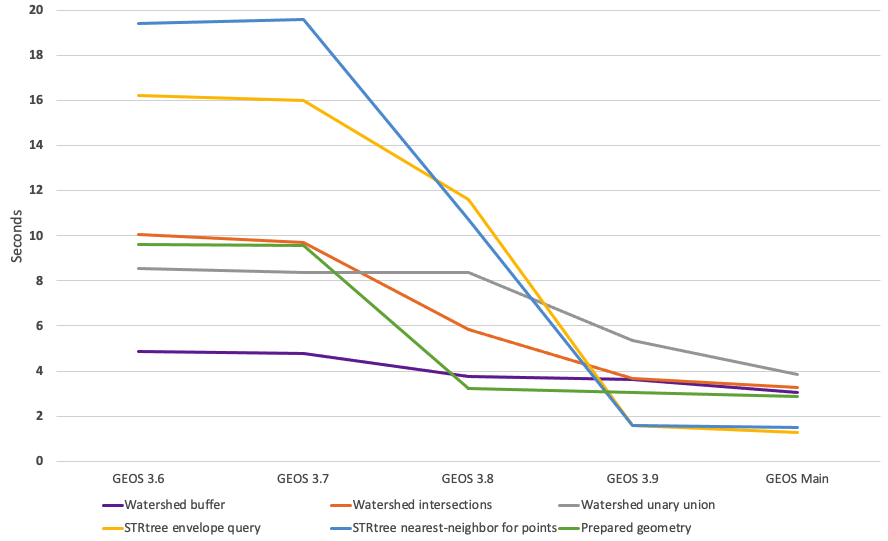 20
18
16
14
12
10
8
6
4
2
0
Seconds
GEOS 3.6 GEOS 3.7 GEOS 3.8 GEOS 3.9 GEOS Main
Watershed buffer Watershed intersections Watershed unary union
STRtree envelope query STRtree nearest-neighbor for points Prepared geometry